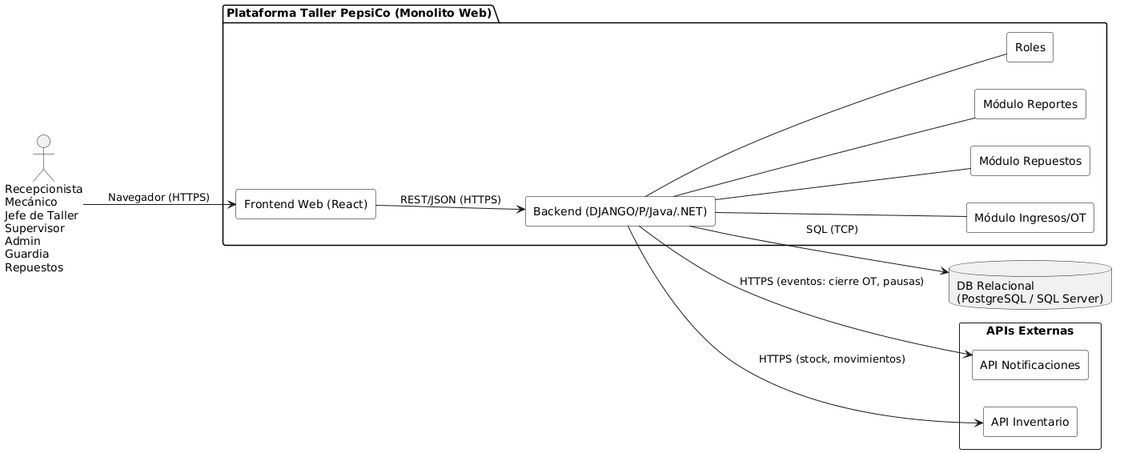 Plataforma Taller PepsiCo (Monolito Web)
Roles
Módulo Reportes
Módulo Repuestos
Módulo Ingresos/OT
Recepcionista
Mecánico
Jefe de Taller
Supervisor
Admin
Guardia
Repuestos
Navegador (HTTPS)
Frontend Web (React)
REST/JSON (HTTPS)
Backend (DJANGO/P/Java/.NET)
SQL (TCP)
DB Relacional
(PostgreSQL / SQL Server)
HTTPS (eventos: cierre OT, pausas)
APIs Externas
API Notificaciones
HTTPS (stock, movimientos)
API Inventario